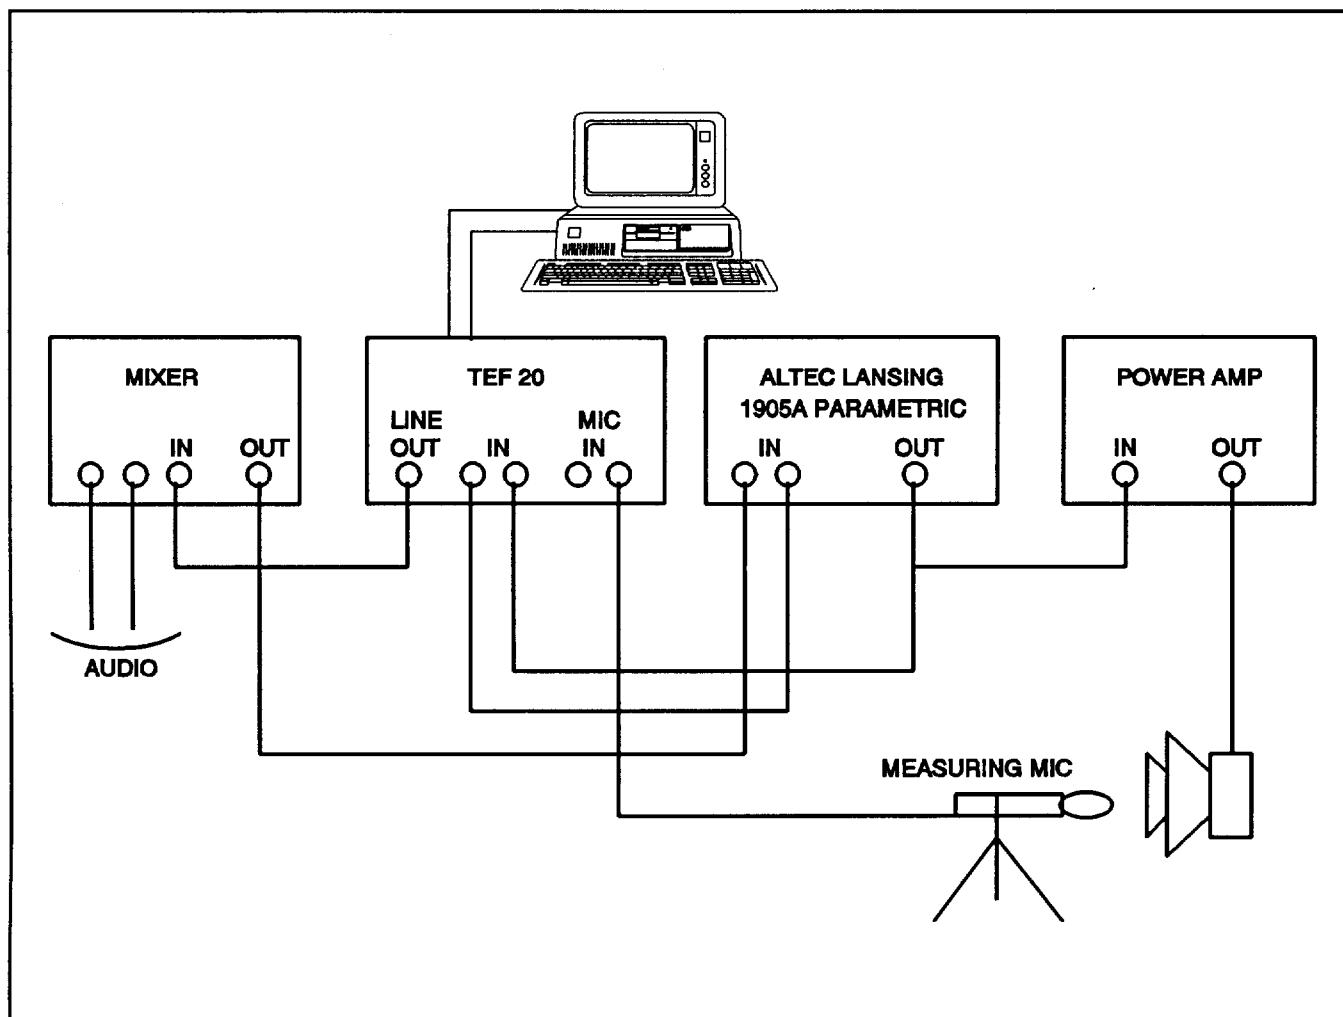 MIXER
IN OUT
AUDIO
TEF 20
LINE
OUT IN
MIC
IN
ALTEC LANSING
1905A PARAMETRIC
IN OUT
POWER AMP
IN OUT
MEASURING MIC